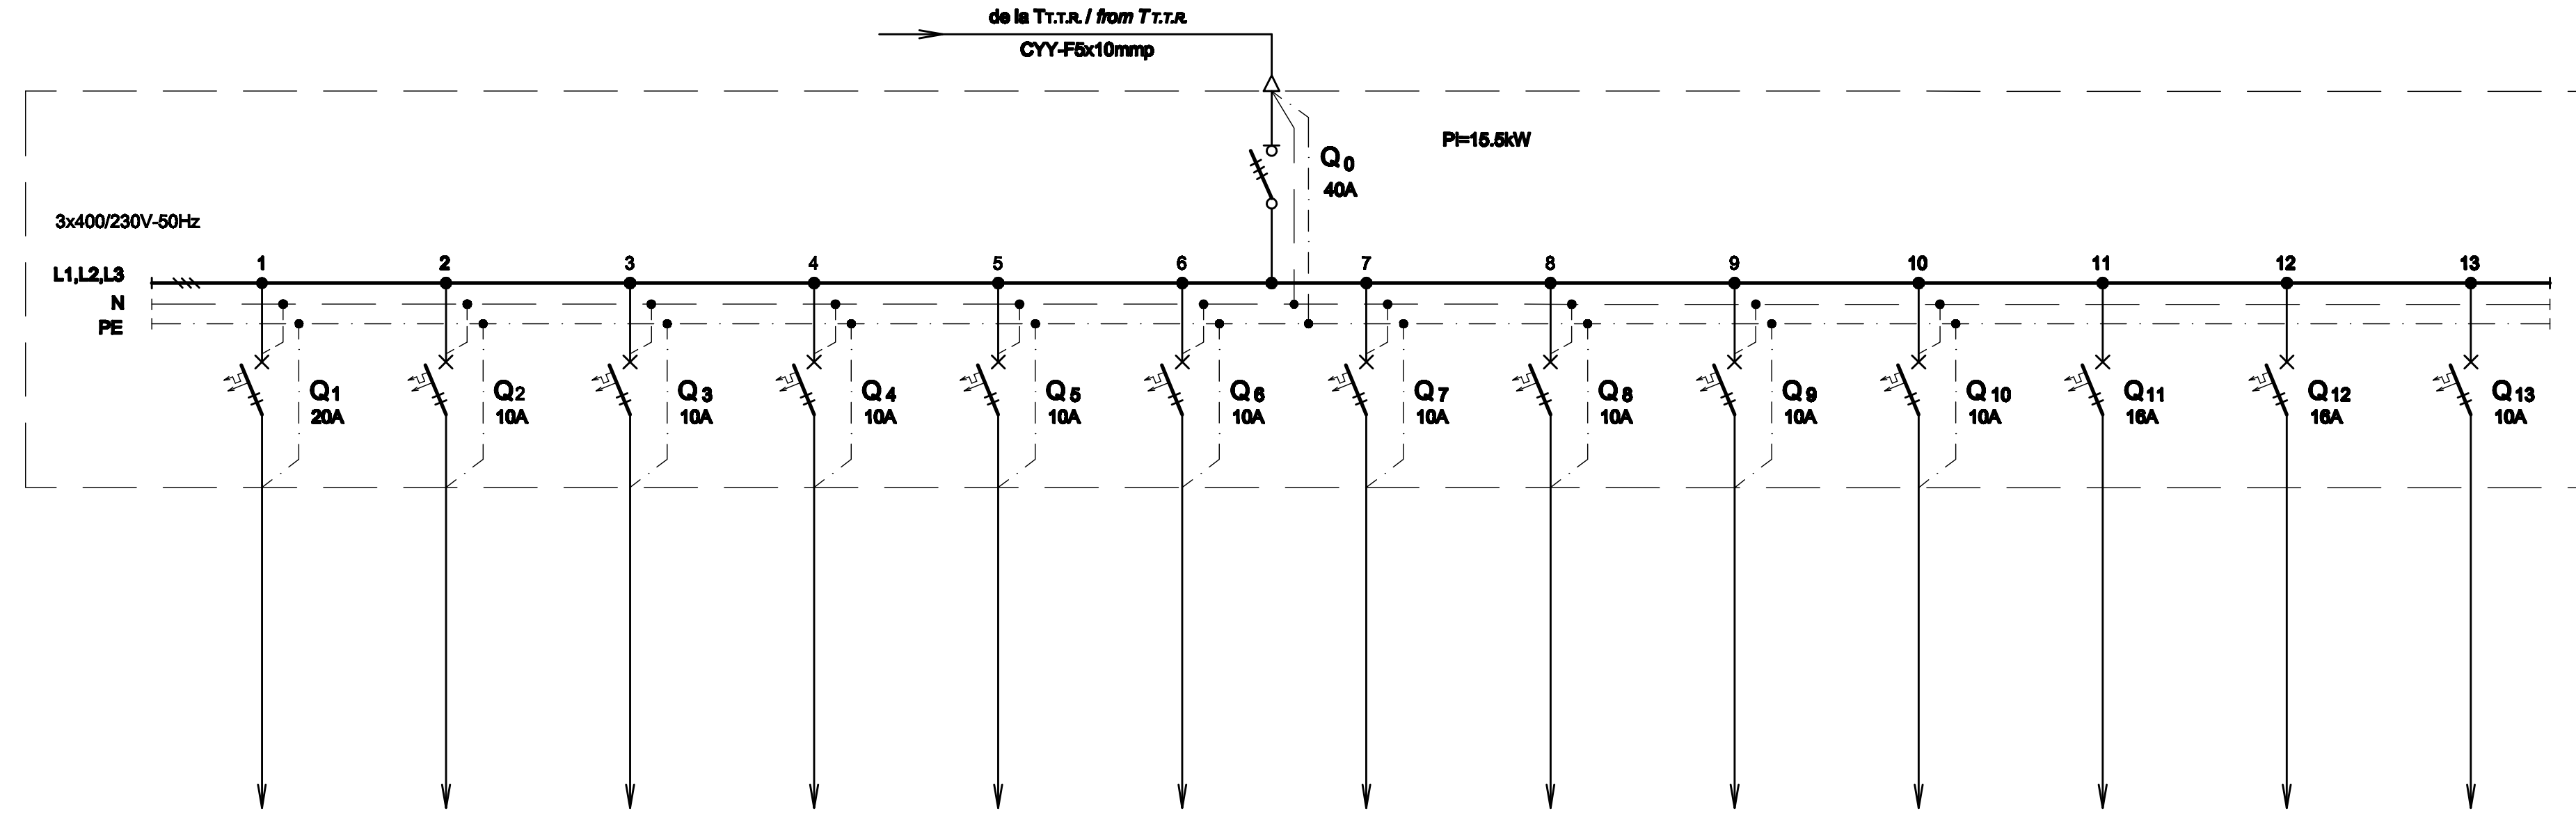 de la TT.T.R. / from TT.T.R.
CYY-F5x10mmp
Pi=15.5kW
Q0
40A
3x400/230V-50Hz
L1,L2,L3
N
PE
1 2 3 4 5 6 7 8 9 10 11 12 13
Q1 Q2 Q3 Q4 Q5 Q6 Q7 Q8 Q9 Q10 Q11 Q12 Q13
20A 10A 10A 10A 10A 10A 10A 10A 10A 10A 16A 16A 10A